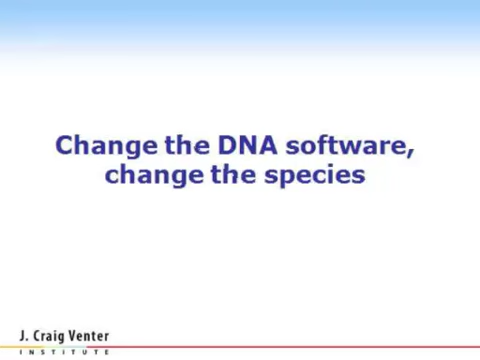 Change the DNA software,
change the species
J. Craig Venter
INSTITUTE